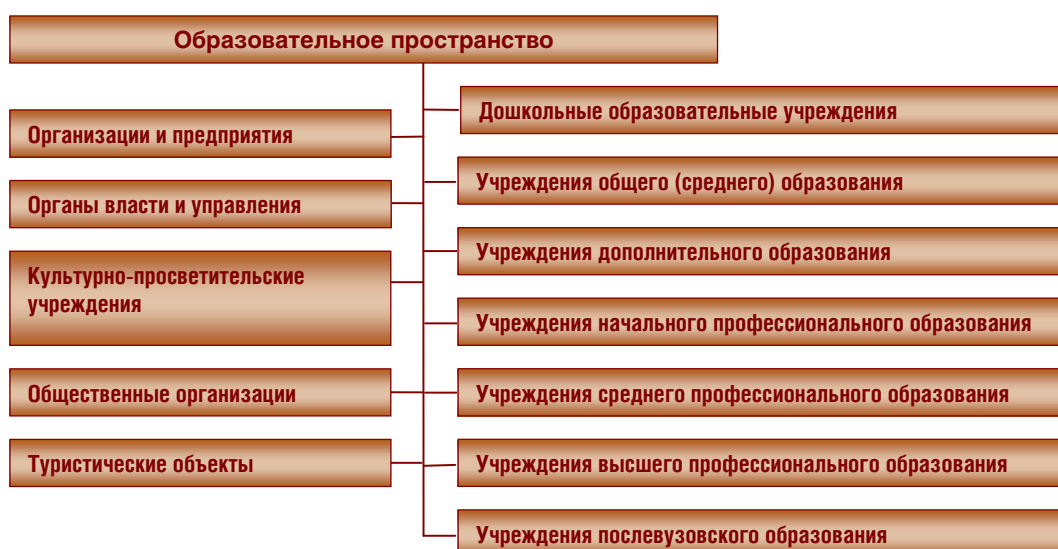 Образовательное пространство
Организации и предприятия
Органы власти и управления
Культурно-просветительские
учреждения
Общественные организации
Туристические объекты
Дошкольные образовательные учреждения
Учреждения общего (среднего) образования
Учреждения дополнительного образования
Учреждения начального профессионального образования
Учреждения среднего профессионального образования
Учреждения высшего профессионального образования
Учреждения послевузовского образования